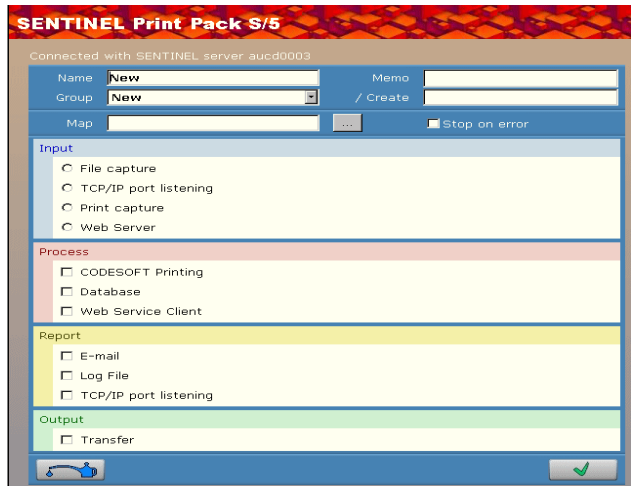 SENTINEL Print Pack S/5
Connected with SENTINEL server aucd0003
Name New Memo
Group New / Create
Map ... Stop on error
Input
File capture
TCP/IP port listening
Print capture
Web Server
Process
CODESOFT Printing
Database
Web Service Client
Report
E-mail
Log File
TCP/IP port listening
Output
Transfer